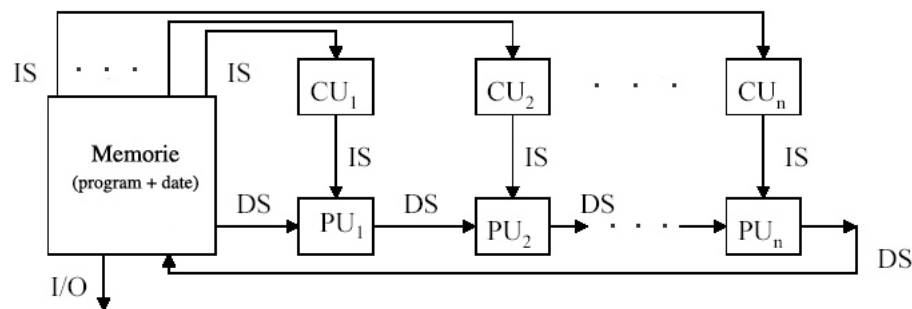 IS . . . IS
CU₁ CU₂ . . . CUₙ
Memorie
(program + date)
IS IS IS
DS DS DS
PU₁ PU₂ . . . PUₙ
DS
I/O